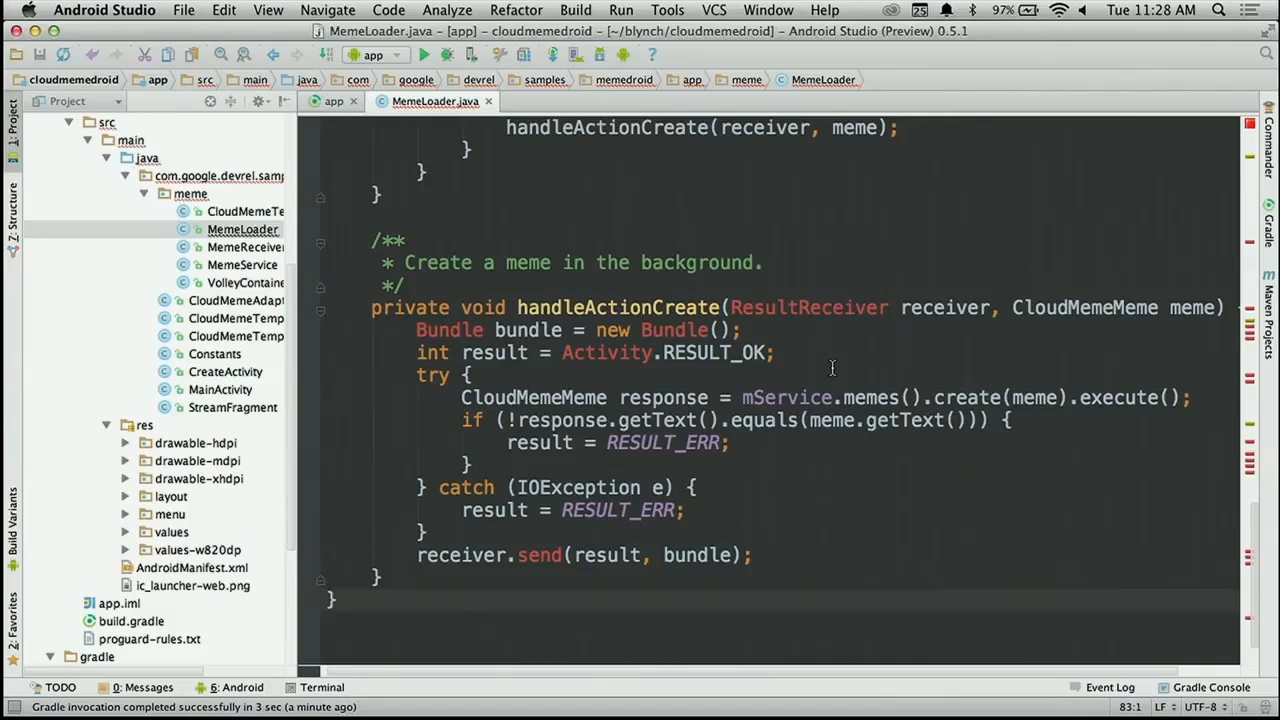 Android Studio File Edit View Navigate Code Analyze Refactor Build Run Tools VCS Window Help 25 97% Tue 11:28 AM
MemeLoader.java - [app] - cloudmemedroid - [~/blynch/cloudmemedroid] - Android Studio (Preview) 0.5.1
app
cloudmemedroid app src main java com google devrel samples memedroid app meme MemeLoader
Project app MemeLoader.java
1: Project
7: Structure
Build Variants
2: Favorites
src
main
java
com.google.devrel.samp
meme
CloudMemeTe
MemeLoader
MemeReceiver
MemeService
VolleyContaine
CloudMemeAdapt
CloudMemeTemp
CloudMemeTemp
Constants
CreateActivity
MainActivity
StreamFragment
res
drawable-hdpi
drawable-mdpi
drawable-xhdpi
layout
menu
values
values-w820dp
AndroidManifest.xml
ic_launcher-web.png
app.iml
build.gradle
proguard-rules.txt
gradle
handleActionCreate(receiver, meme);
}
}
}
/**
* Create a meme in the background.
*/
private void handleActionCreate(ResultReceiver receiver, CloudMemeMeme meme)
Bundle bundle = new Bundle();
int result = Activity.RESULT_OK;
try {
CloudMemeMeme response = mService.memes().create(meme).execute();
if (!response.getText().equals(meme.getText())) {
result = RESULT_ERR;
}
} catch (IOException e) {
result = RESULT_ERR;
}
receiver.send(result, bundle);
}
}
Commander
Gradle
m Maven Projects
TODO 0: Messages 6: Android Terminal Event Log Gradle Console
Gradle invocation completed successfully in 3 sec (a minute ago) 83:1 LF UTF-8